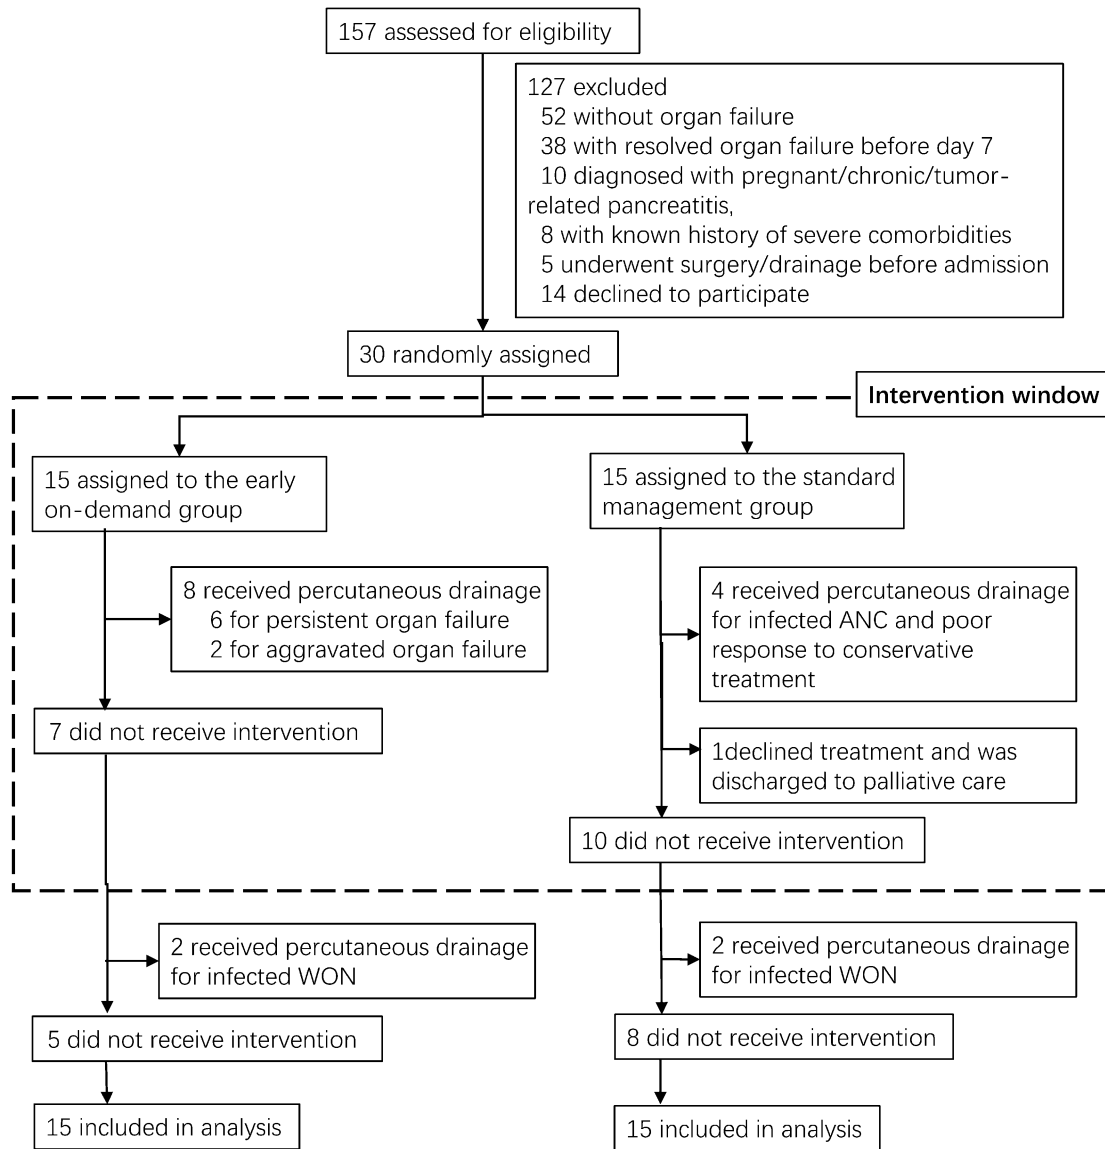 157 assessed for eligibility
127 excluded
52 without organ failure
38 with resolved organ failure before day 7
10 diagnosed with pregnant/chronic/tumor-
related pancreatitis,
8 with known history of severe comorbidities
5 underwent surgery/drainage before admission
14 declined to participate
30 randomly assigned
Intervention window
15 assigned to the early
on-demand group
15 assigned to the standard
management group
8 received percutaneous drainage
6 for persistent organ failure
2 for aggravated organ failure
4 received percutaneous drainage
for infected ANC and poor
response to conservative
treatment
7 did not receive intervention
1declined treatment and was
discharged to palliative care
10 did not receive intervention
2 received percutaneous drainage
for infected WON
2 received percutaneous drainage
for infected WON
5 did not receive intervention
8 did not receive intervention
15 included in analysis
15 included in analysis